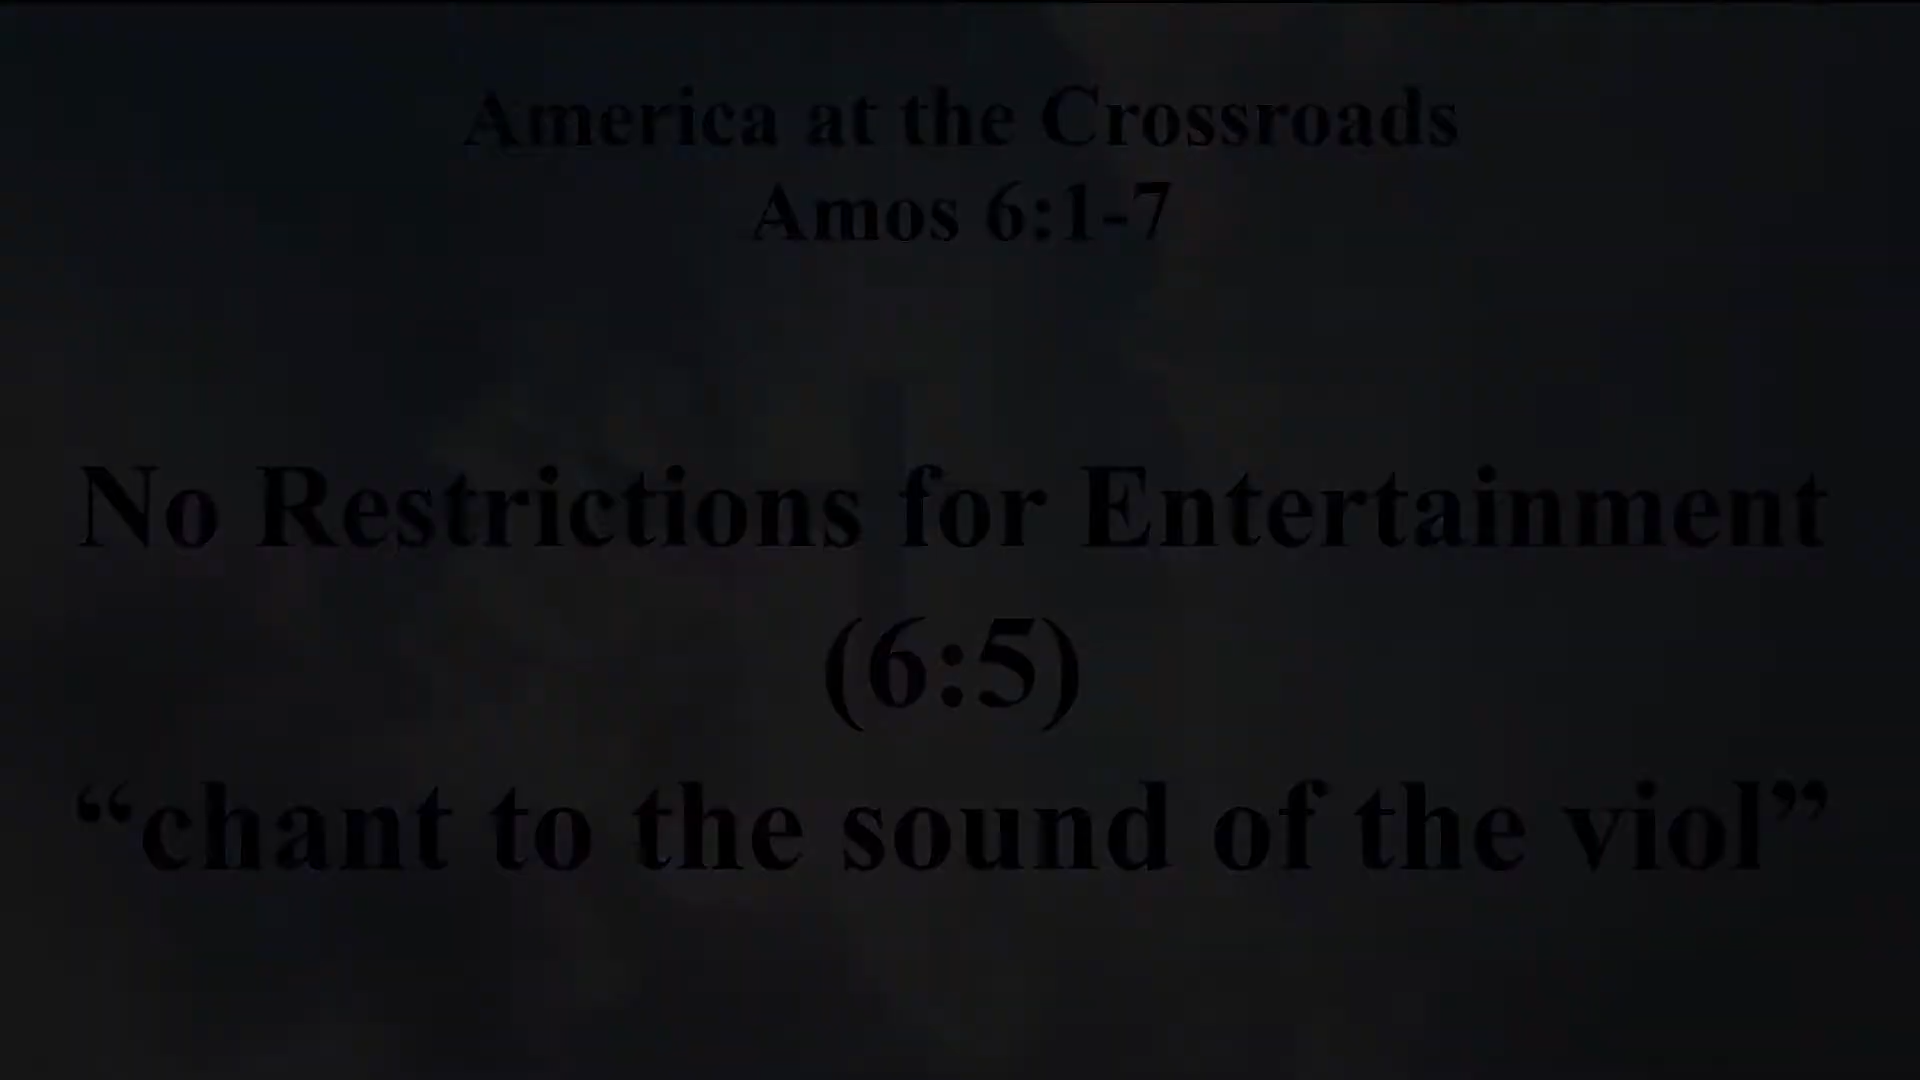 America at the Crossroads
Amos 6:1-7
No Restrictions for Entertainment
(6:5)
“chant to the sound of the viol”